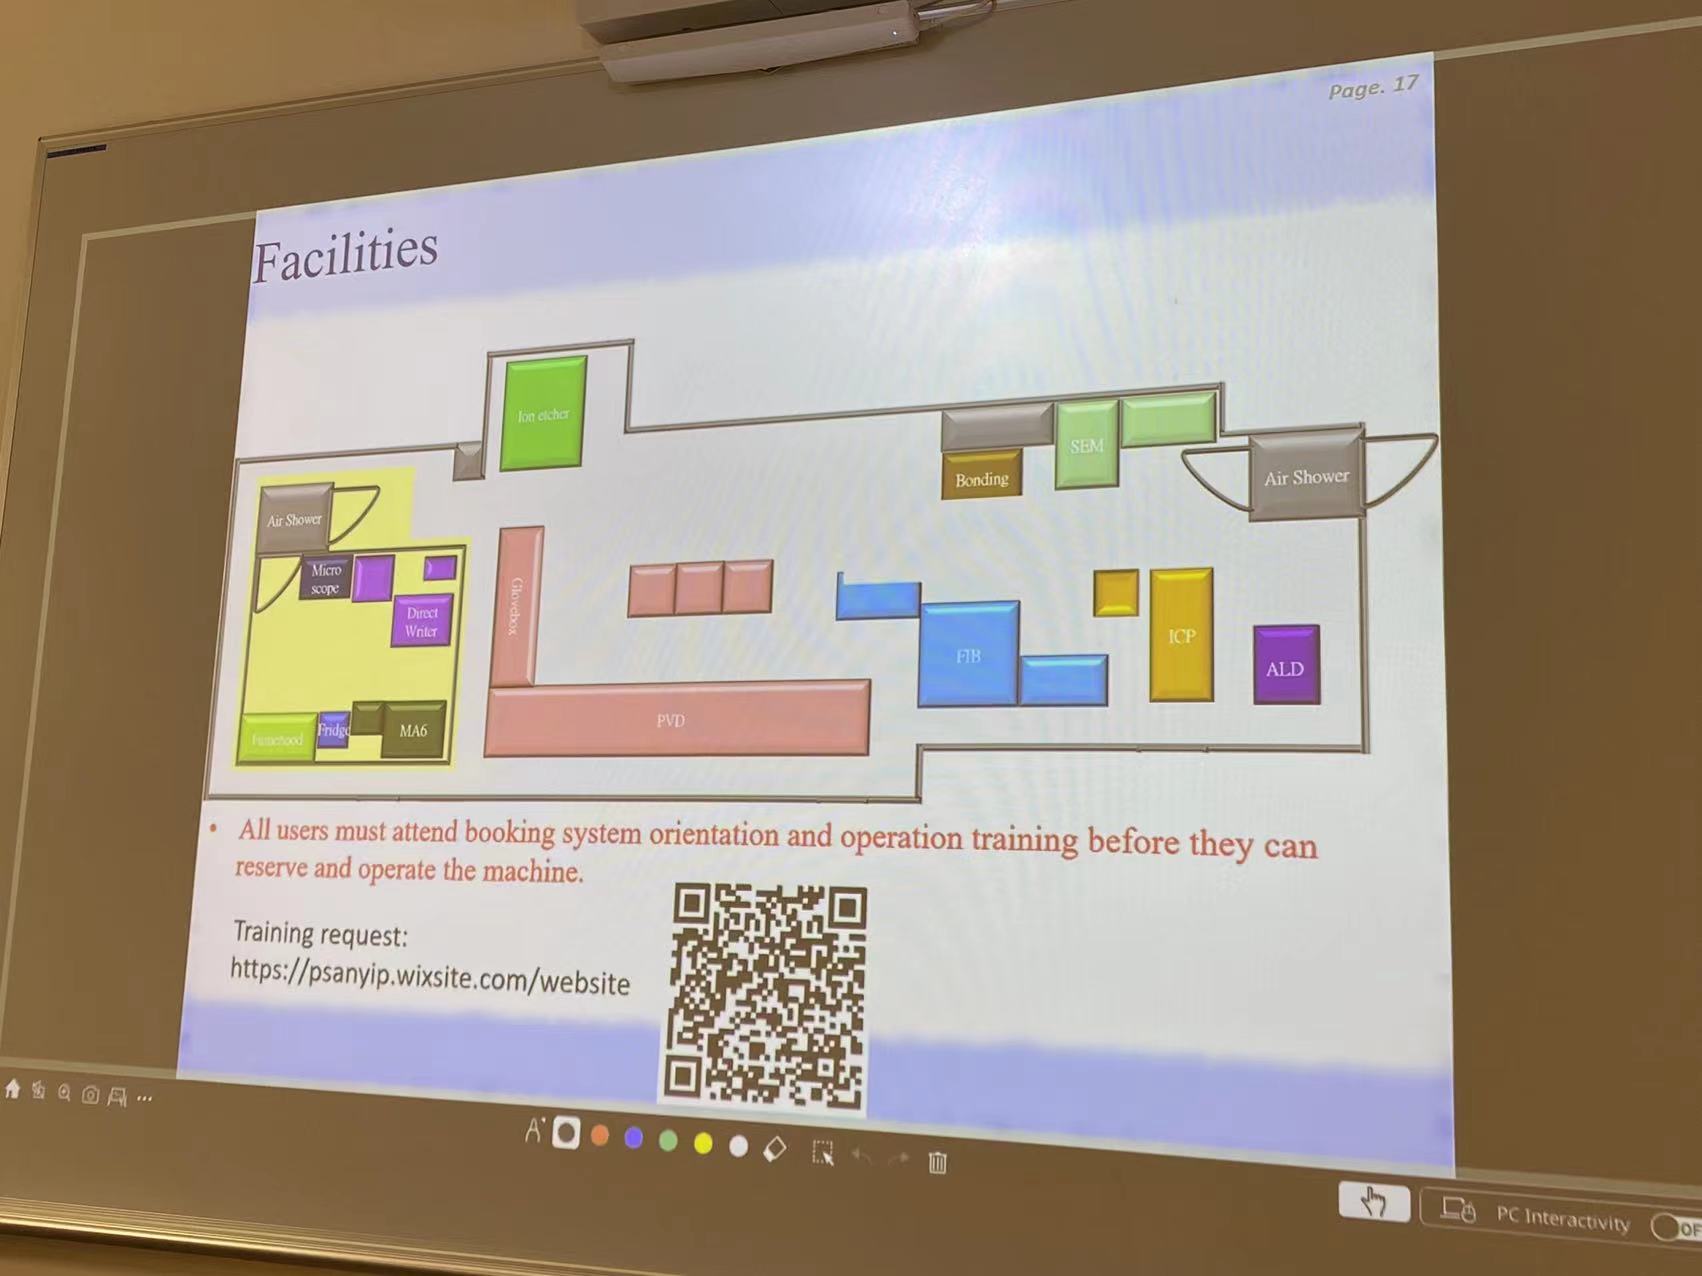 Page. 17
Facilities
Ion etcher
SEM
Bonding
Air Shower
Air Shower
Micro
scope
Direct
Writer
Glovebox
FIB
ICP
ALD
PVD
Fumehood
Fridge
MA6
• All users must attend booking system orientation and operation training before they can
reserve and operate the machine.
Training request:
https://psanyip.wixsite.com/website
PC Interactivity
OF